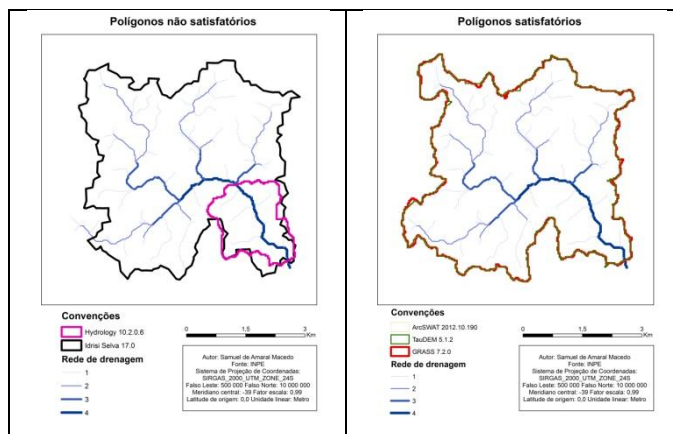 Polígonos não satisfatórios
Convenções
Hydrology 10.2.0.6
Idrisi Selva 17.0
Rede de drenagem
1
2
3
4
0 1,5 3
Km
Autor: Samuel de Amaral Macedo
Fonte: INPE
Sistema de Projeção de Coordenadas:
SIRGAS_2000_UTM_ZONE_24S
Falso Leste: 500 000 Falso Norte: 10 000 000
Meridiano central: -39 Fator escala: 0,99
Latitude de origem: 0,0 Unidade linear: Metro
Polígonos satisfatórios
Convenções
ArcSWAT 2012.10.190
TauDEM 5.1.2
GRASS 7.2.0
Rede de drenagem
1
2
3
4
0 1,5 3
Km
Autor: Samuel de Amaral Macedo
Fonte: INPE
Sistema de Projeção de Coordenadas:
SIRGAS_2000_UTM_ZONE_24S
Falso Leste: 500 000 Falso Norte: 10 000 000
Meridiano central: -39 Fator escala: 0,99
Latitude de origem: 0,0 Unidade linear: Metro